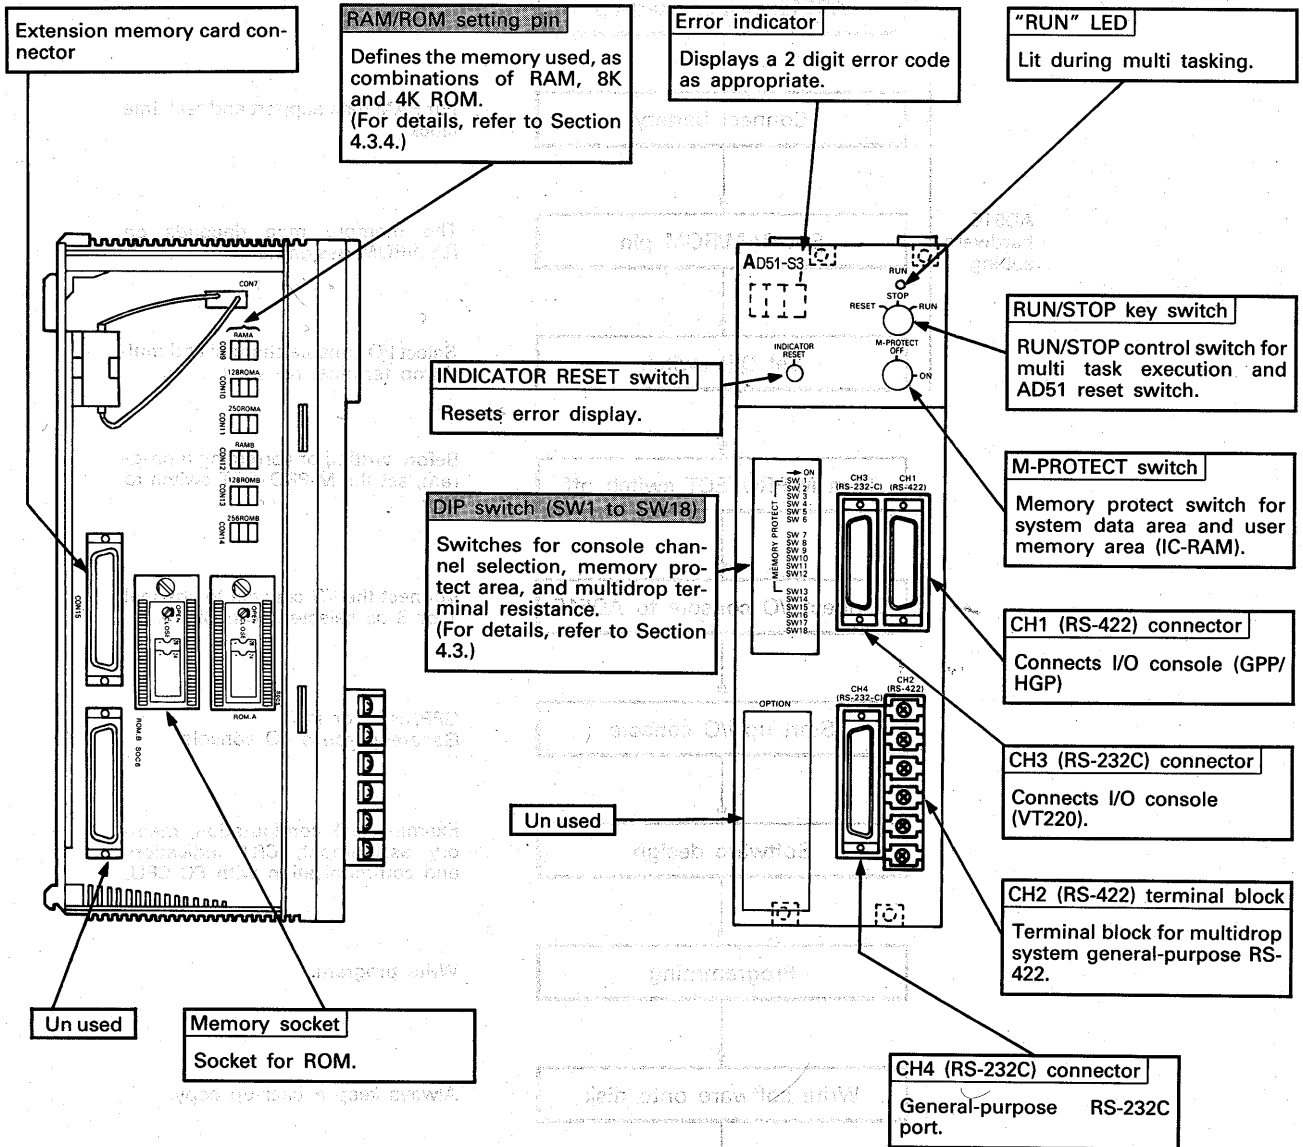 Extension memory card con-
nector
RAM/ROM setting pin
Defines the memory used, as
combinations of RAM, 8K
and 4K ROM.
(For details, refer to Section
4.3.4.)
Error indicator
Displays a 2 digit error code
as appropriate.
"RUN" LED
Lit during multi tasking.
CON7
RAMA
CON9
128ROMA
CON10
250ROMA
CON11
RAMB
CON12
128ROMB
CON13
256ROMB
CON14
CON15
OPEN
CLOSE
OPEN
CLOSE
ROM.A
ROM.B SOC6
AD51-S3
RUN
STOP
RESET
RUN
INDICATOR
RESET
M-PROTECT
OFF
ON
RUN/STOP key switch
RUN/STOP control switch for
multi task execution and
AD51 reset switch.
INDICATOR RESET switch
Resets error display.
M-PROTECT switch
Memory protect switch for
system data area and user
memory area (IC-RAM).
DIP switch (SW1 to SW18)
Switches for console chan-
nel selection, memory pro-
tect area, and multidrop ter-
minal resistance.
(For details, refer to Section
4.3.)
MEMORY PROTECT
ON
SW 1
SW 2
SW 3
SW 4
SW 5
SW 6
SW 7
SW 8
SW 9
SW10
SW11
SW12
SW13
SW14
SW15
SW16
SW17
SW18
CH3
(RS-232-C)
CH1
(RS-422)
CH1 (RS-422) connector
Connects I/O console (GPP/
HGP)
OPTION
CH4
(RS-232-C)
CH2
(RS-422)
CH3 (RS-232C) connector
Connects I/O console
(VT220).
Un used
CH2 (RS-422) terminal block
Terminal block for multidrop
system general-purpose RS-
422.
Un used
Memory socket
Socket for ROM.
CH4 (RS-232C) connector
General-purpose RS-232C
port.